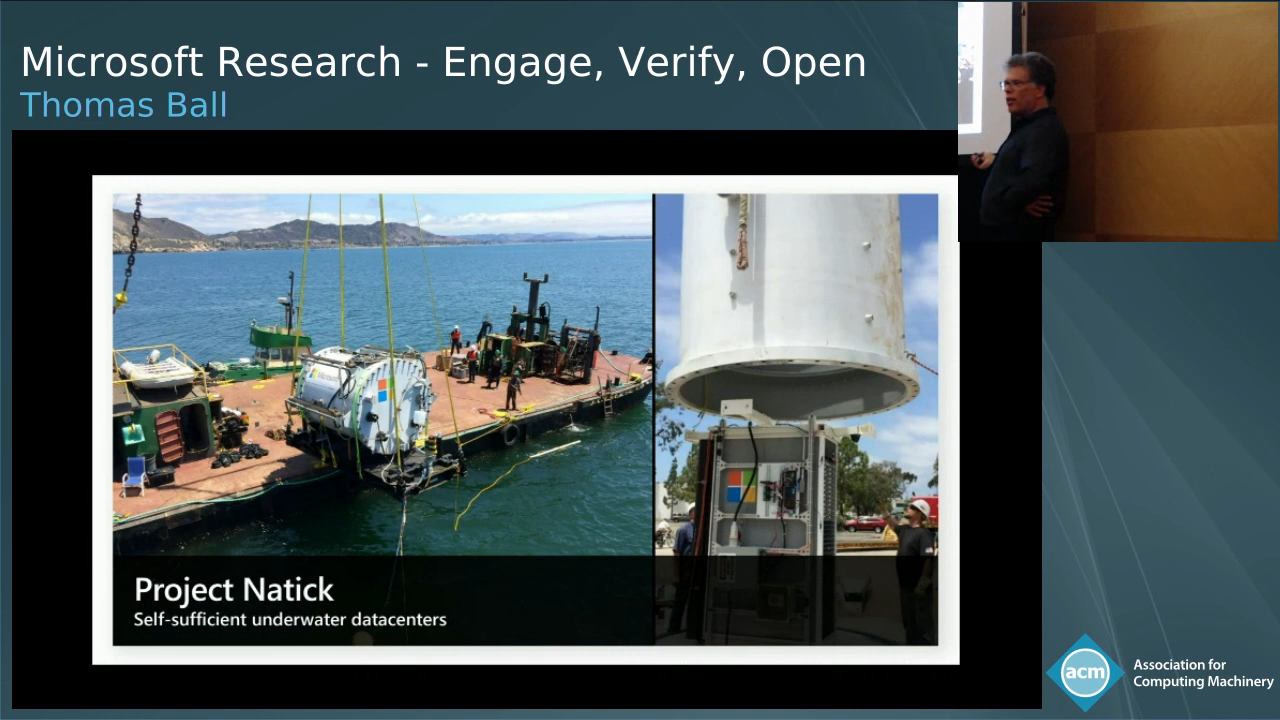 Microsoft Research - Engage, Verify, Open
Thomas Ball
Project Natick
Self-sufficient underwater datacenters
acm
Association for
Computing Machinery